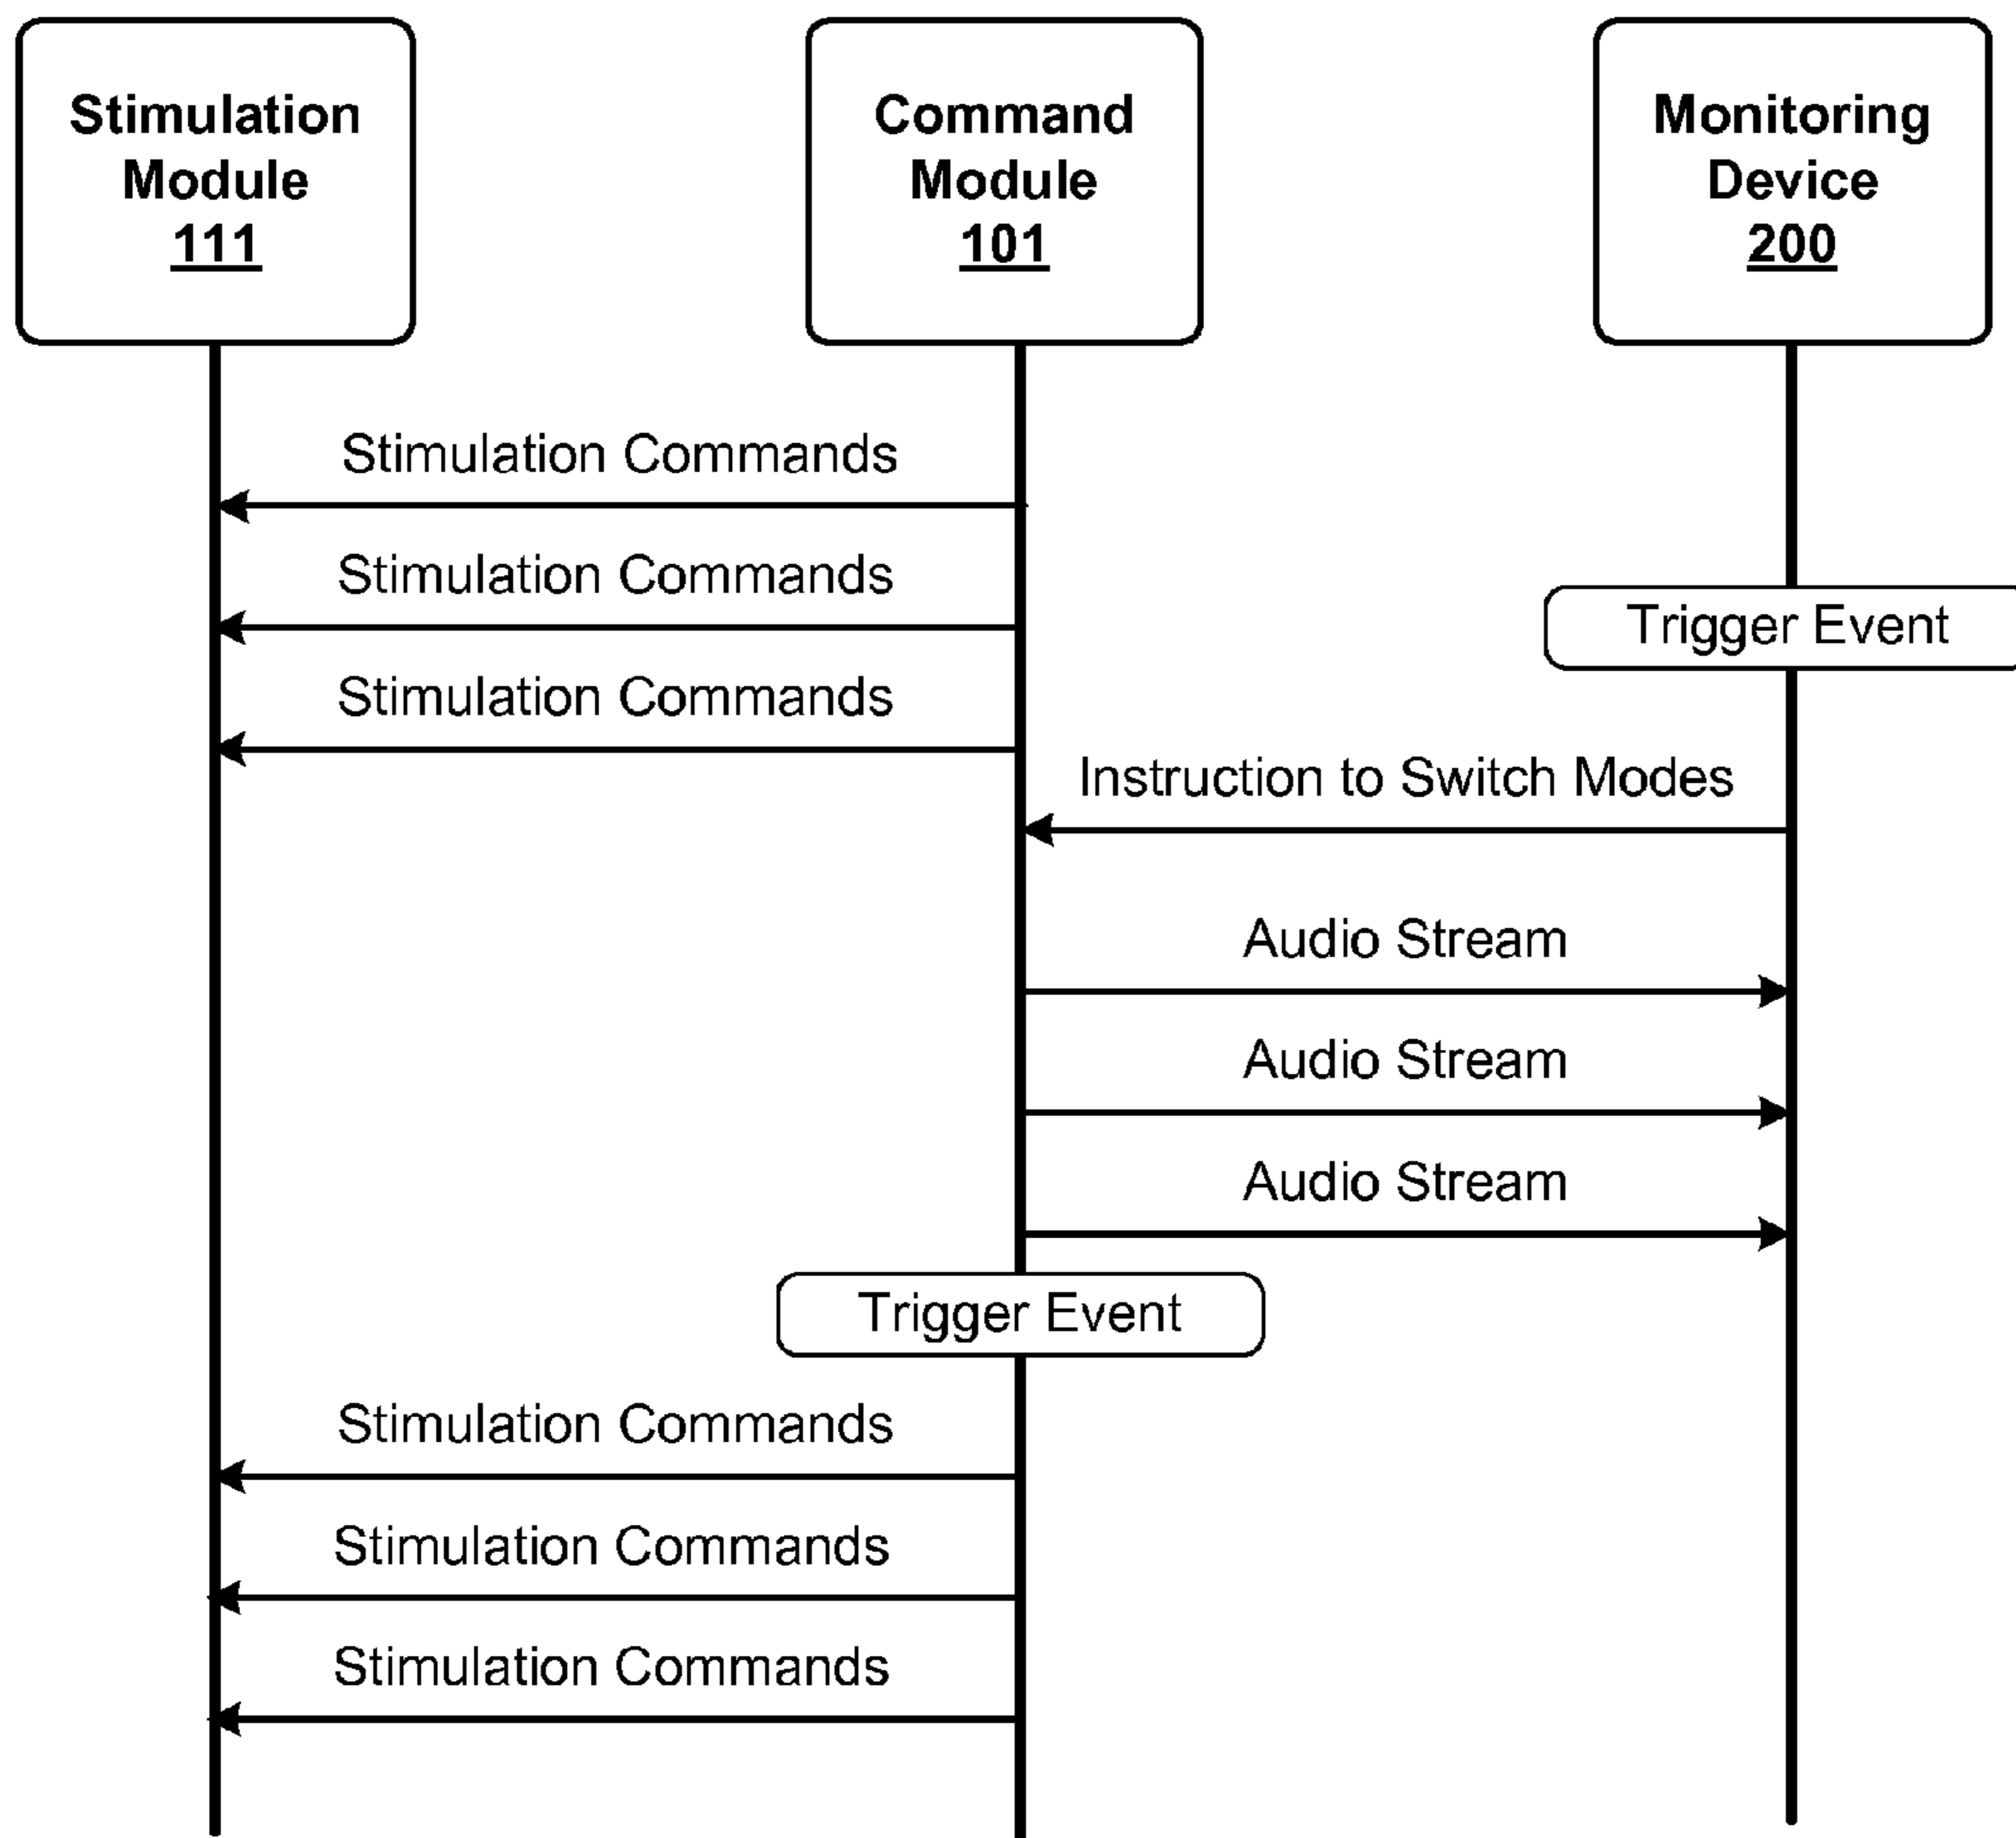 Stimulation
Module
111
Command
Module
101
Monitoring
Device
200
Stimulation Commands
Stimulation Commands
Trigger Event
Stimulation Commands
Instruction to Switch Modes
Audio Stream
Audio Stream
Audio Stream
Trigger Event
Stimulation Commands
Stimulation Commands
Stimulation Commands